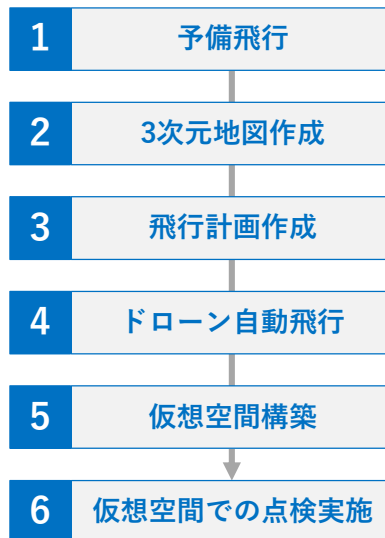 1 予備飛行
2 3次元地図作成
3 飛行計画作成
4 ドローン自動飛行
5 仮想空間構築
6 仮想空間での点検実施